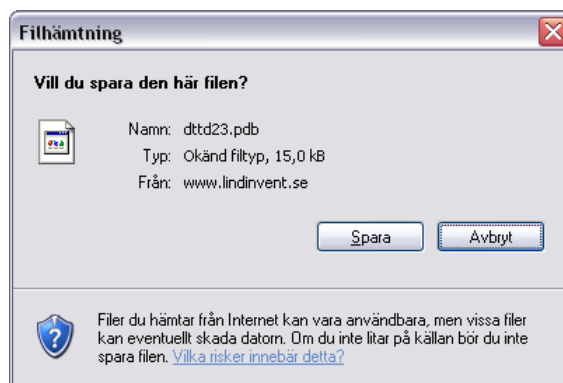 Filhämtning
Vill du spara den här filen?
Namn: dttd23.pdb
Typ: Okänd filtyp, 15,0 kB
Från: www.lindinvent.se
Spara Avbryt
Filer du hämtar från Internet kan vara användbara, men vissa filer
kan eventuellt skada datorn. Om du inte litar på källan bör du inte
spara filen. Vilka risker innebär detta?